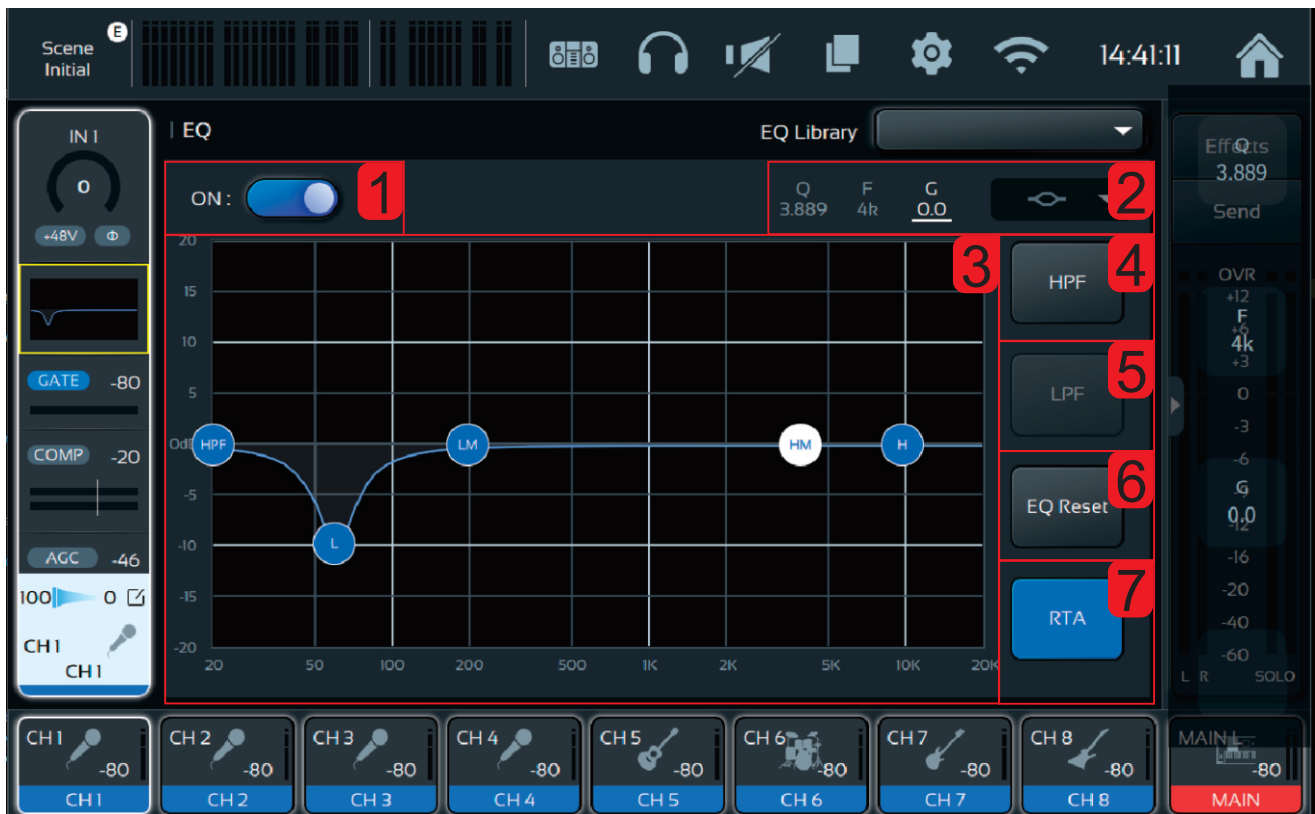 Scene E
Initial
14:41:11
IN 1
0
+48V Φ
GATE -80
COMP -20
AGC -46
100 0
CH 1
CH 1
EQ
EQ Library
ON :
1
Q F G
3.889 4k 0.0
2
3
HPF
4
LPF
5
EQ Reset
6
RTA
7
20
15
10
5
0dB
-5
-10
-15
-20
HPF
L
LM
HM
H
20 50 100 200 500 1K 2K 5K 10K 20K
Effects
Q
3.889
Send
OVR
+12
F
+6
4k
+3
0
-3
-6
G
-9
0.0
-12
-16
-20
-40
-60
L R SOLO
CH 1 CH 2 CH 3 CH 4 CH 5 CH 6 CH 7 CH 8 MAIN L
-80 -80 -80 -80 -80 -80 -80 -80 -80
CH 1 CH 2 CH 3 CH 4 CH 5 CH 6 CH 7 CH 8 MAIN